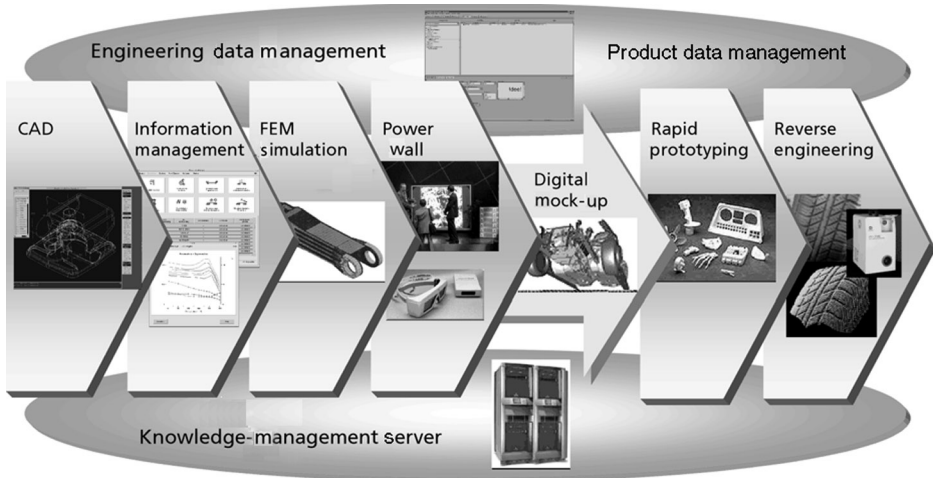 Engineering data management
Product data management
CAD
Information
management
FEM
simulation
Power
wall
Digital
mock-up
Rapid
prototyping
Reverse
engineering
Knowledge-management server